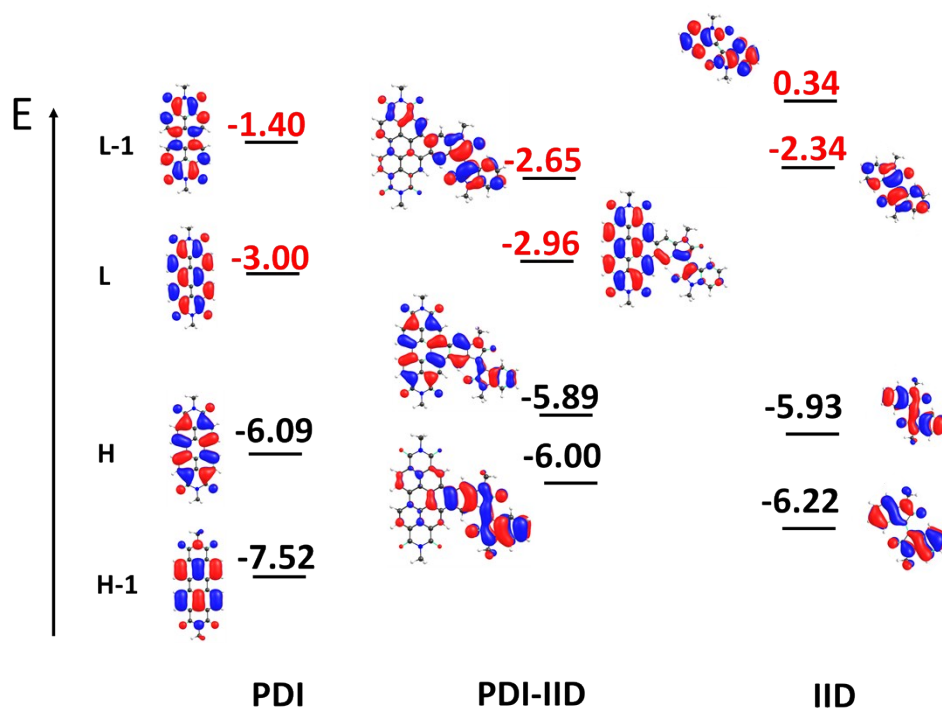 0.34
E
L-1
-1.40
-2.65
-2.34
L
-3.00
-2.96
H
-6.09
-5.89
-5.93
-6.00
H-1
-7.52
-6.22
PDI
PDI-IID
IID